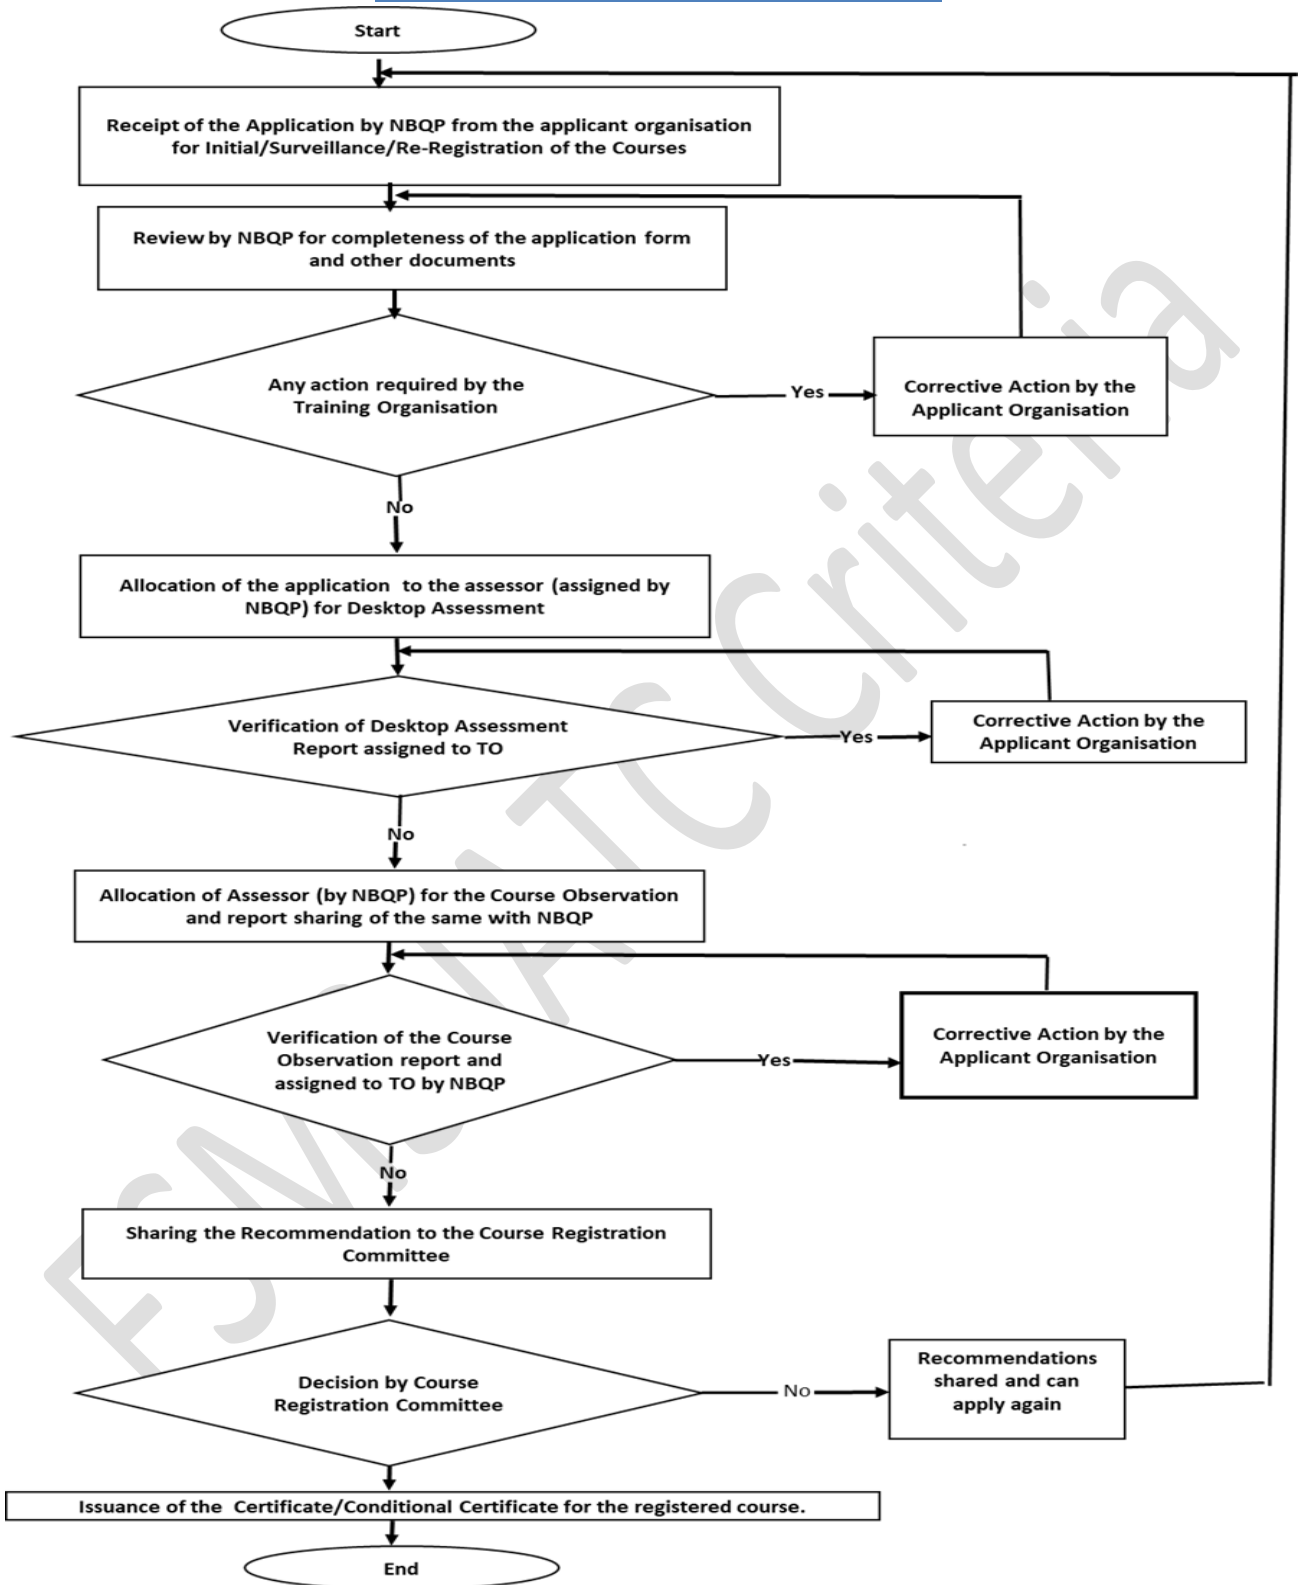 Start
Receipt of the Application by NBQP from the applicant organisation
for Initial/Surveillance/Re-Registration of the Courses
Review by NBQP for completeness of the application form
and other documents
Any action required by the
Training Organisation
Yes
Corrective Action by the
Applicant Organisation
No
Allocation of the application to the assessor (assigned by
NBQP) for Desktop Assessment
Verification of Desktop Assessment
Report assigned to TO
Yes
Corrective Action by the
Applicant Organisation
No
Allocation of Assessor (by NBQP) for the Course Observation
and report sharing of the same with NBQP
Verification of the Course
Observation report and
assigned to TO by NBQP
Yes
Corrective Action by the
Applicant Organisation
No
Sharing the Recommendation to the Course Registration
Committee
Decision by Course
Registration Committee
No
Recommendations
shared and can
apply again
Issuance of the Certificate/Conditional Certificate for the registered course.
End